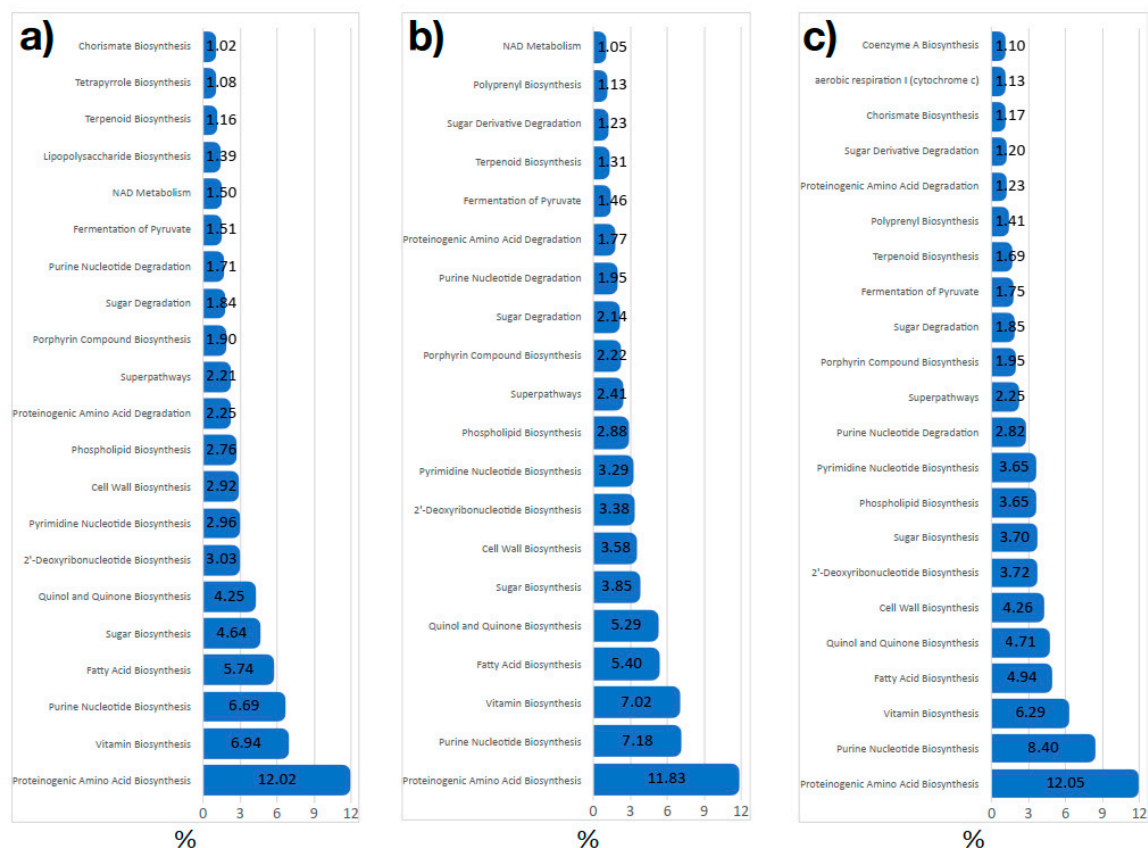 a)
Chorismate Biosynthesis 1.02
Tetrapyrrole Biosynthesis 1.08
Terpenoid Biosynthesis 1.16
Lipopolysaccharide Biosynthesis 1.39
NAD Metabolism 1.50
Fermentation of Pyruvate 1.51
Purine Nucleotide Degradation 1.71
Sugar Degradation 1.84
Porphyrin Compound Biosynthesis 1.90
Superpathways 2.21
Proteinogenic Amino Acid Degradation 2.25
Phospholipid Biosynthesis 2.76
Cell Wall Biosynthesis 2.92
Pyrimidine Nucleotide Biosynthesis 2.96
2'-Deoxyribonucleotide Biosynthesis 3.03
Quinol and Quinone Biosynthesis 4.25
Sugar Biosynthesis 4.64
Fatty Acid Biosynthesis 5.74
Purine Nucleotide Biosynthesis 6.69
Vitamin Biosynthesis 6.94
Proteinogenic Amino Acid Biosynthesis 12.02
0 3 6 9 12
%
b)
NAD Metabolism 1.05
Polyprenyl Biosynthesis 1.13
Sugar Derivative Degradation 1.23
Terpenoid Biosynthesis 1.31
Fermentation of Pyruvate 1.46
Proteinogenic Amino Acid Degradation 1.77
Purine Nucleotide Degradation 1.95
Sugar Degradation 2.14
Porphyrin Compound Biosynthesis 2.22
Superpathways 2.41
Phospholipid Biosynthesis 2.88
Pyrimidine Nucleotide Biosynthesis 3.29
2'-Deoxyribonucleotide Biosynthesis 3.38
Cell Wall Biosynthesis 3.58
Sugar Biosynthesis 3.85
Quinol and Quinone Biosynthesis 5.29
Fatty Acid Biosynthesis 5.40
Vitamin Biosynthesis 7.02
Purine Nucleotide Biosynthesis 7.18
Proteinogenic Amino Acid Biosynthesis 11.83
0 3 6 9 12
%
c)
Coenzyme A Biosynthesis 1.10
aerobic respiration I (cytochrome c) 1.13
Chorismate Biosynthesis 1.17
Sugar Derivative Degradation 1.20
Proteinogenic Amino Acid Degradation 1.23
Polyprenyl Biosynthesis 1.41
Terpenoid Biosynthesis 1.69
Fermentation of Pyruvate 1.75
Sugar Degradation 1.85
Porphyrin Compound Biosynthesis 1.95
Superpathways 2.25
Purine Nucleotide Degradation 2.82
Pyrimidine Nucleotide Biosynthesis 3.65
Phospholipid Biosynthesis 3.65
Sugar Biosynthesis 3.70
2'-Deoxyribonucleotide Biosynthesis 3.72
Cell Wall Biosynthesis 4.26
Quinol and Quinone Biosynthesis 4.71
Fatty Acid Biosynthesis 4.94
Vitamin Biosynthesis 6.29
Purine Nucleotide Biosynthesis 8.40
Proteinogenic Amino Acid Biosynthesis 12.05
0 3 6 9 12
%